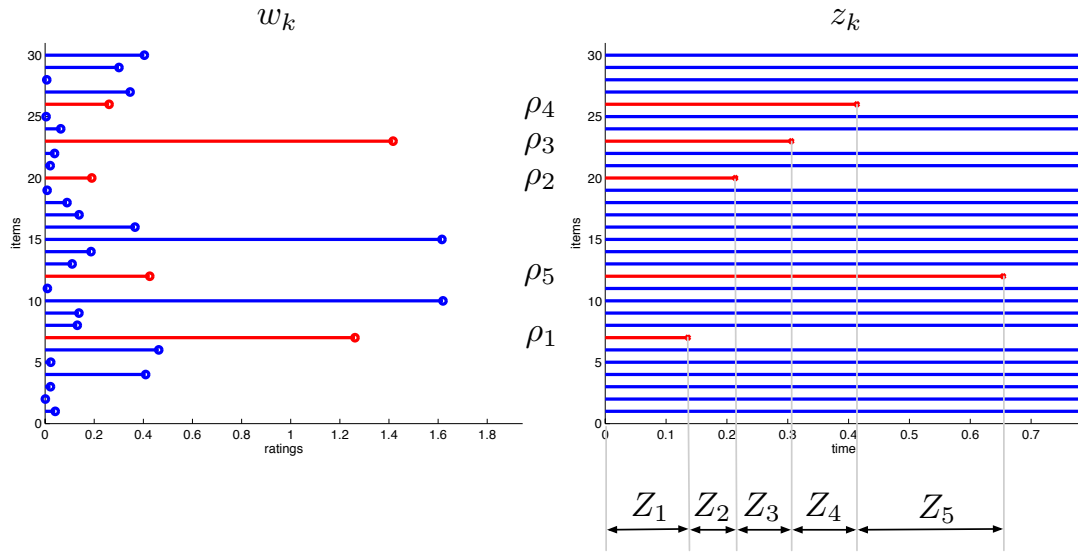 w_k
z_k
30
25
20
15
10
5
0
items
0 0.2 0.4 0.6 0.8 1 1.2 1.4 1.6 1.8
ratings
ρ_4
ρ_3
ρ_2
ρ_5
ρ_1
30
25
20
15
10
5
0
items
0 0.1 0.2 0.3 0.4 0.5 0.6 0.7
time
Z_1 Z_2 Z_3 Z_4 Z_5